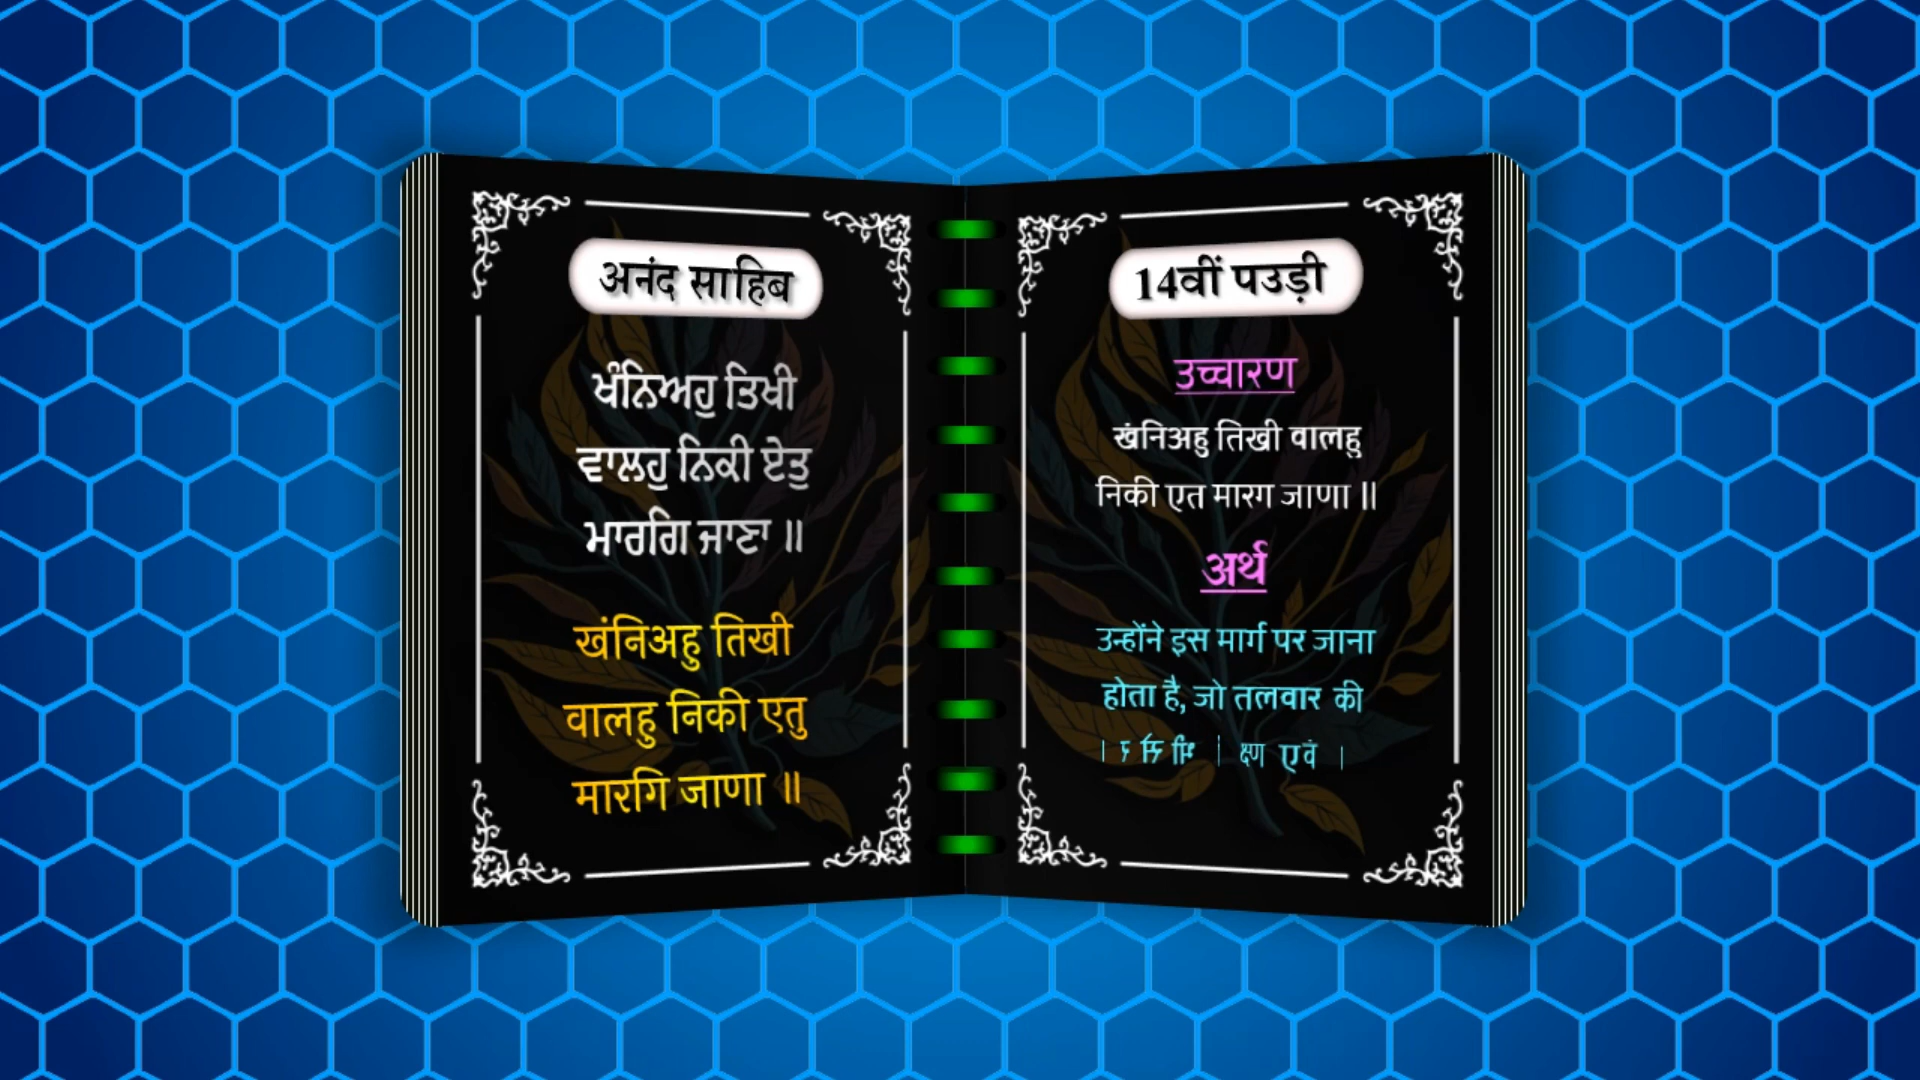 अनंद साहिब
ਖੰਨਿਅਹੁ ਤਿਖੀ
ਵਾਲਹੁ ਨਿਕੀ ਏਤੁ
ਮਾਰਗਿ ਜਾਣਾ ॥
खंनिअहु तिखी
वालहु निकी एतु
मारगि जाणा ॥
14वीं पउड़ी
उच्चारण
खंनिअहु तिखी वालहु
निकी एत मारग जाणा ॥
अर्थ
उन्होंने इस मार्ग पर जाना
होता है, जो तलवार की
एवं